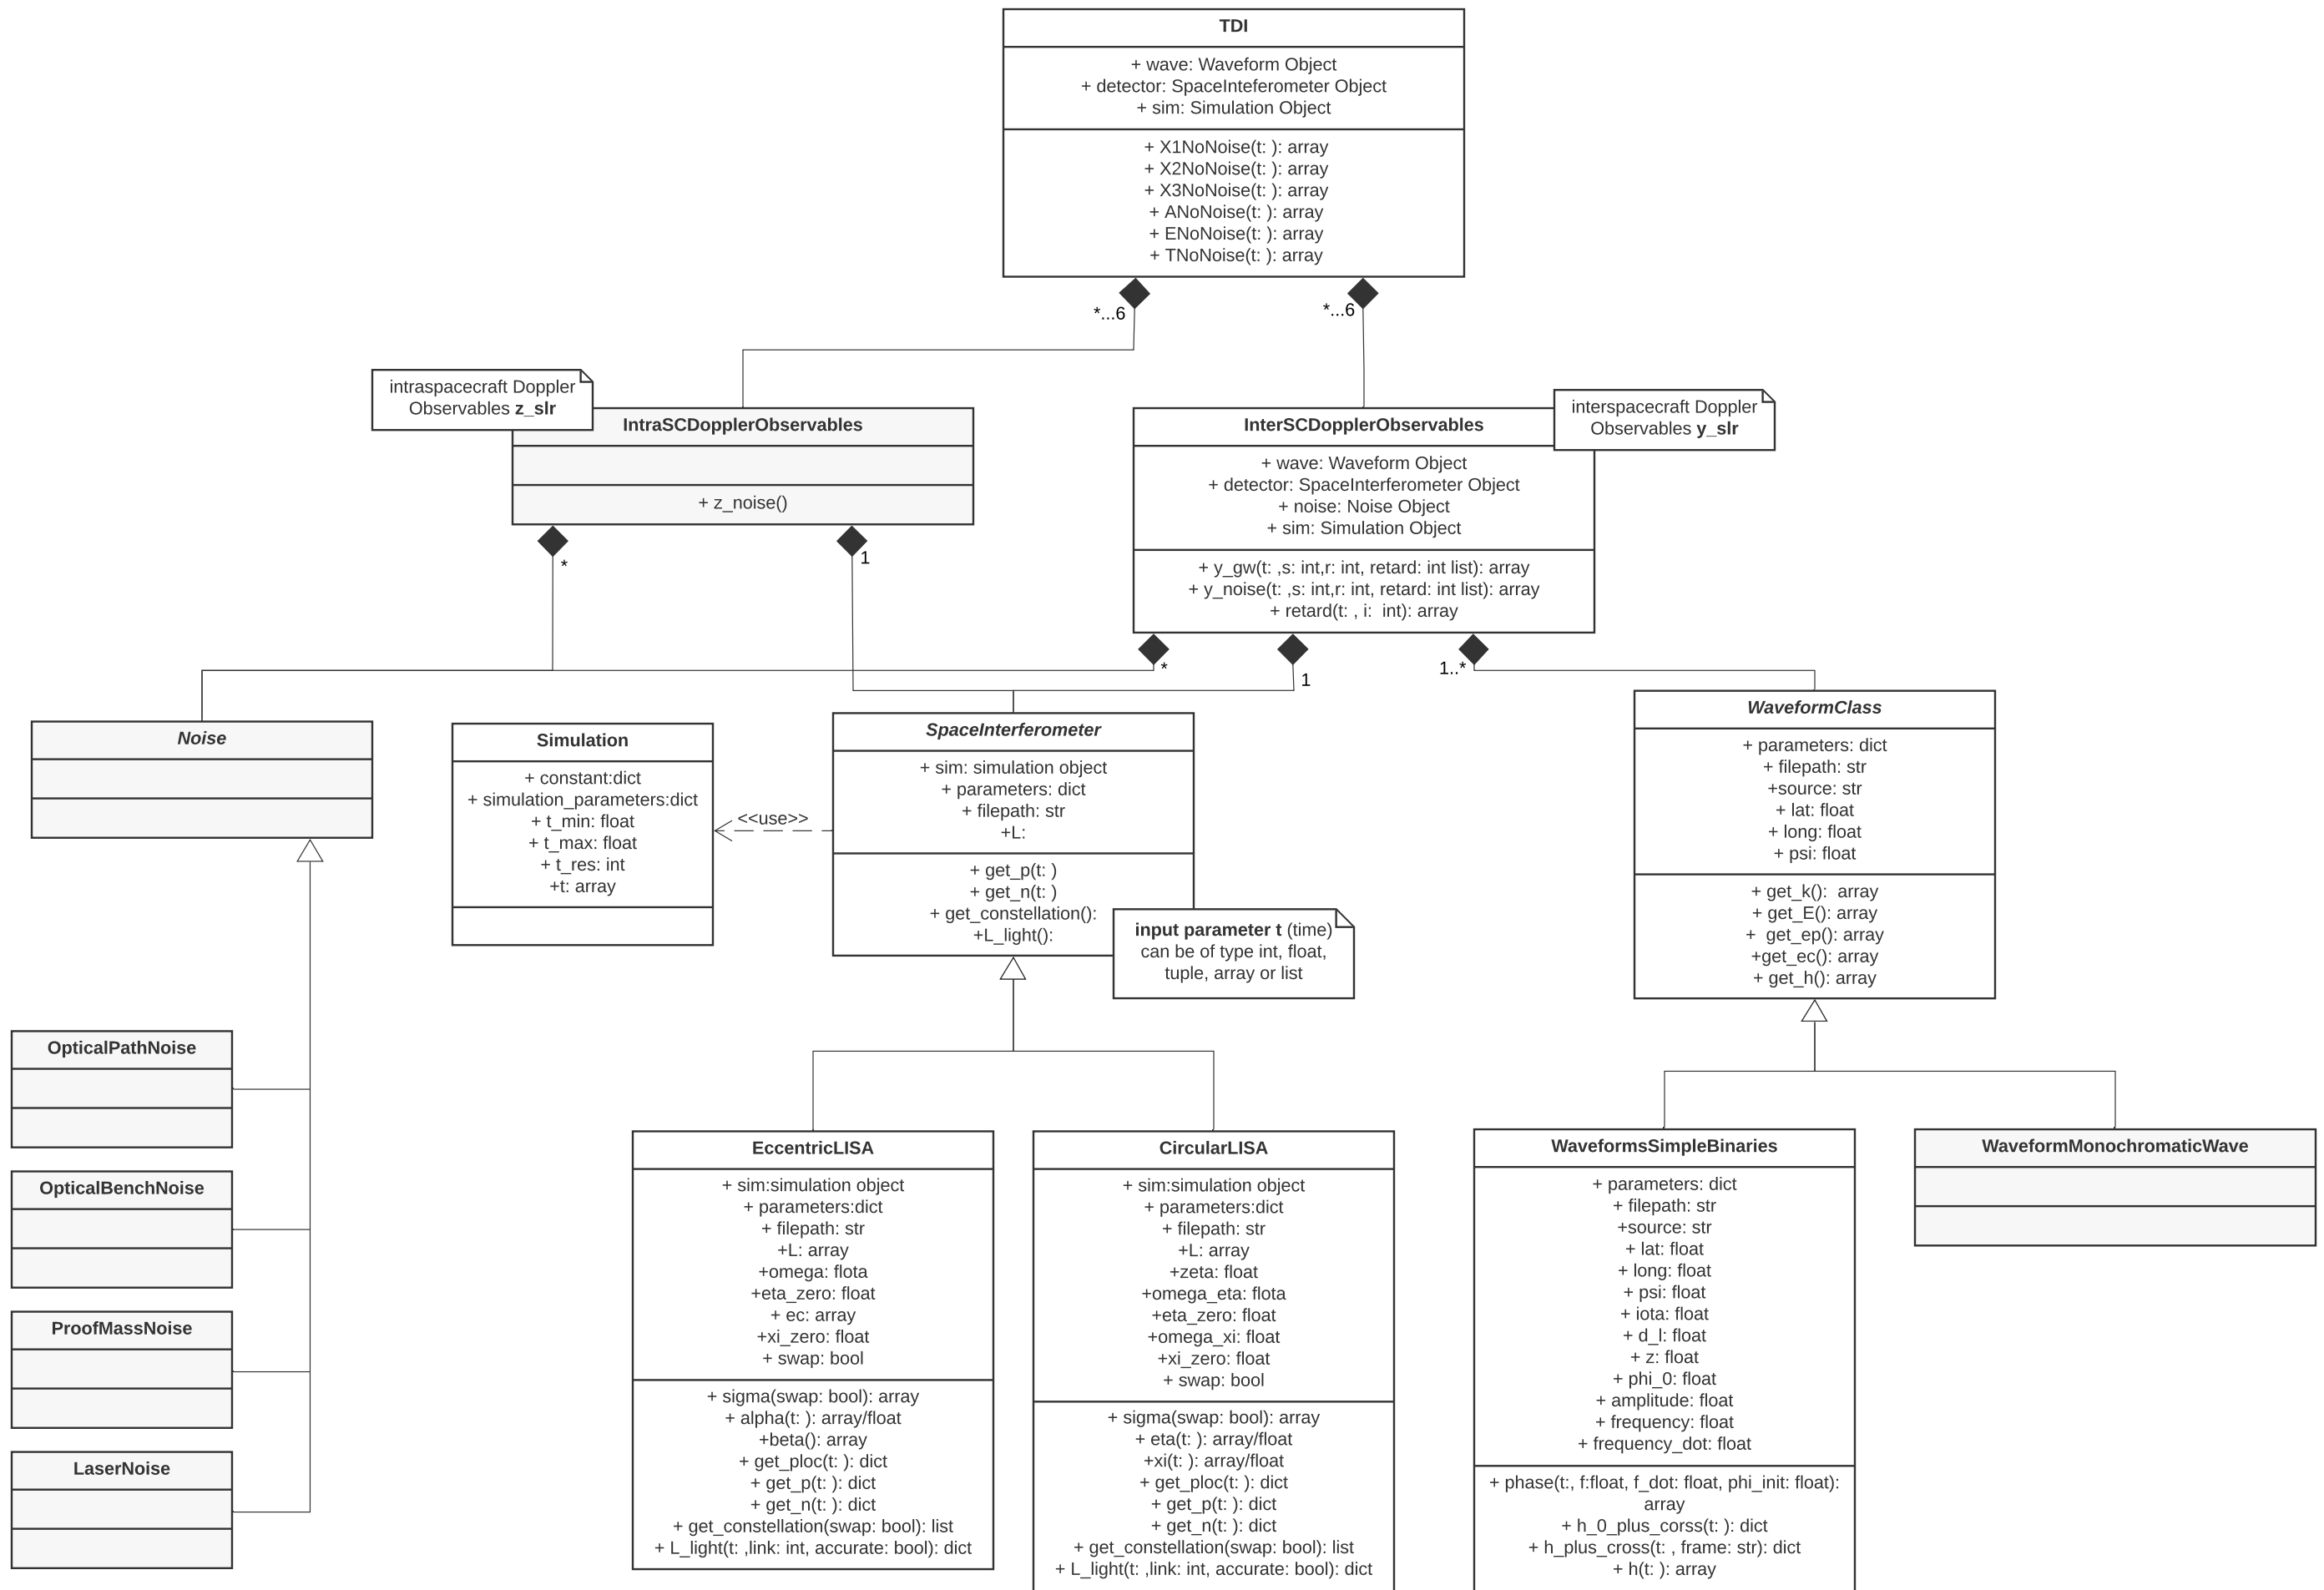 TDI
+ wave: Waveform Object
+ detector: SpaceInteferometer Object
+ sim: Simulation Object
+ X1NoNoise(t: ): array
+ X2NoNoise(t: ): array
+ X3NoNoise(t: ): array
+ ANoNoise(t: ): array
+ ENoNoise(t: ): array
+ TNoNoise(t: ): array
*...6
*...6
intraspacecraft Doppler
Observables z_slr
IntraSCDopplerObservables
+ z_noise()
*
1
InterSCDopplerObservables
+ wave: Waveform Object
+ detector: SpaceInterferometer Object
+ noise: Noise Object
+ sim: Simulation Object
+ y_gw(t: ,s: int,r: int, retard: int list): array
+ y_noise(t: ,s: int,r: int, retard: int list): array
+ retard(t: , i:  int): array
interspacecraft Doppler
Observables y_slr
*
1
1..*
Noise
Simulation
+ constant:dict
+ simulation_parameters:dict
+ t_min: float
+ t_max: float
+ t_res: int
+t: array
<<use>>
SpaceInterferometer
+ sim: simulation object
+ parameters: dict
+ filepath: str
+L:
+ get_p(t: )
+ get_n(t: )
+ get_constellation():
+L_light():
input parameter t (time)
can be of type int, float,
tuple, array or list
WaveformClass
+ parameters: dict
+ filepath: str
+source: str
+ lat: float
+ long: float
+ psi: float
+ get_k():  array
+ get_E(): array
+  get_ep(): array
+get_ec(): array
+ get_h(): array
OpticalPathNoise
OpticalBenchNoise
ProofMassNoise
LaserNoise
EccentricLISA
+ sim:simulation object
+ parameters:dict
+ filepath: str
+L: array
+omega: flota
+eta_zero: float
+ ec: array
+xi_zero: float
+ swap: bool
+ sigma(swap: bool): array
+ alpha(t: ): array/float
+beta(): array
+ get_ploc(t: ): dict
+ get_p(t: ): dict
+ get_n(t: ): dict
+ get_constellation(swap: bool): list
+ L_light(t: ,link: int, accurate: bool): dict
CircularLISA
+ sim:simulation object
+ parameters:dict
+ filepath: str
+L: array
+zeta: float
+omega_eta: flota
+eta_zero: float
+omega_xi: float
+xi_zero: float
+ swap: bool
+ sigma(swap: bool): array
+ eta(t: ): array/float
+xi(t: ): array/float
+ get_ploc(t: ): dict
+ get_p(t: ): dict
+ get_n(t: ): dict
+ get_constellation(swap: bool): list
+ L_light(t: ,link: int, accurate: bool): dict
WaveformsSimpleBinaries
+ parameters: dict
+ filepath: str
+source: str
+ lat: float
+ long: float
+ psi: float
+ iota: float
+ d_l: float
+ z: float
+ phi_0: float
+ amplitude: float
+ frequency: float
+ frequency_dot: float
+ phase(t:, f:float, f_dot: float, phi_init: float):
array
+ h_0_plus_corss(t: ): dict
+ h_plus_cross(t: , frame: str): dict
+ h(t: ): array
WaveformMonochromaticWave